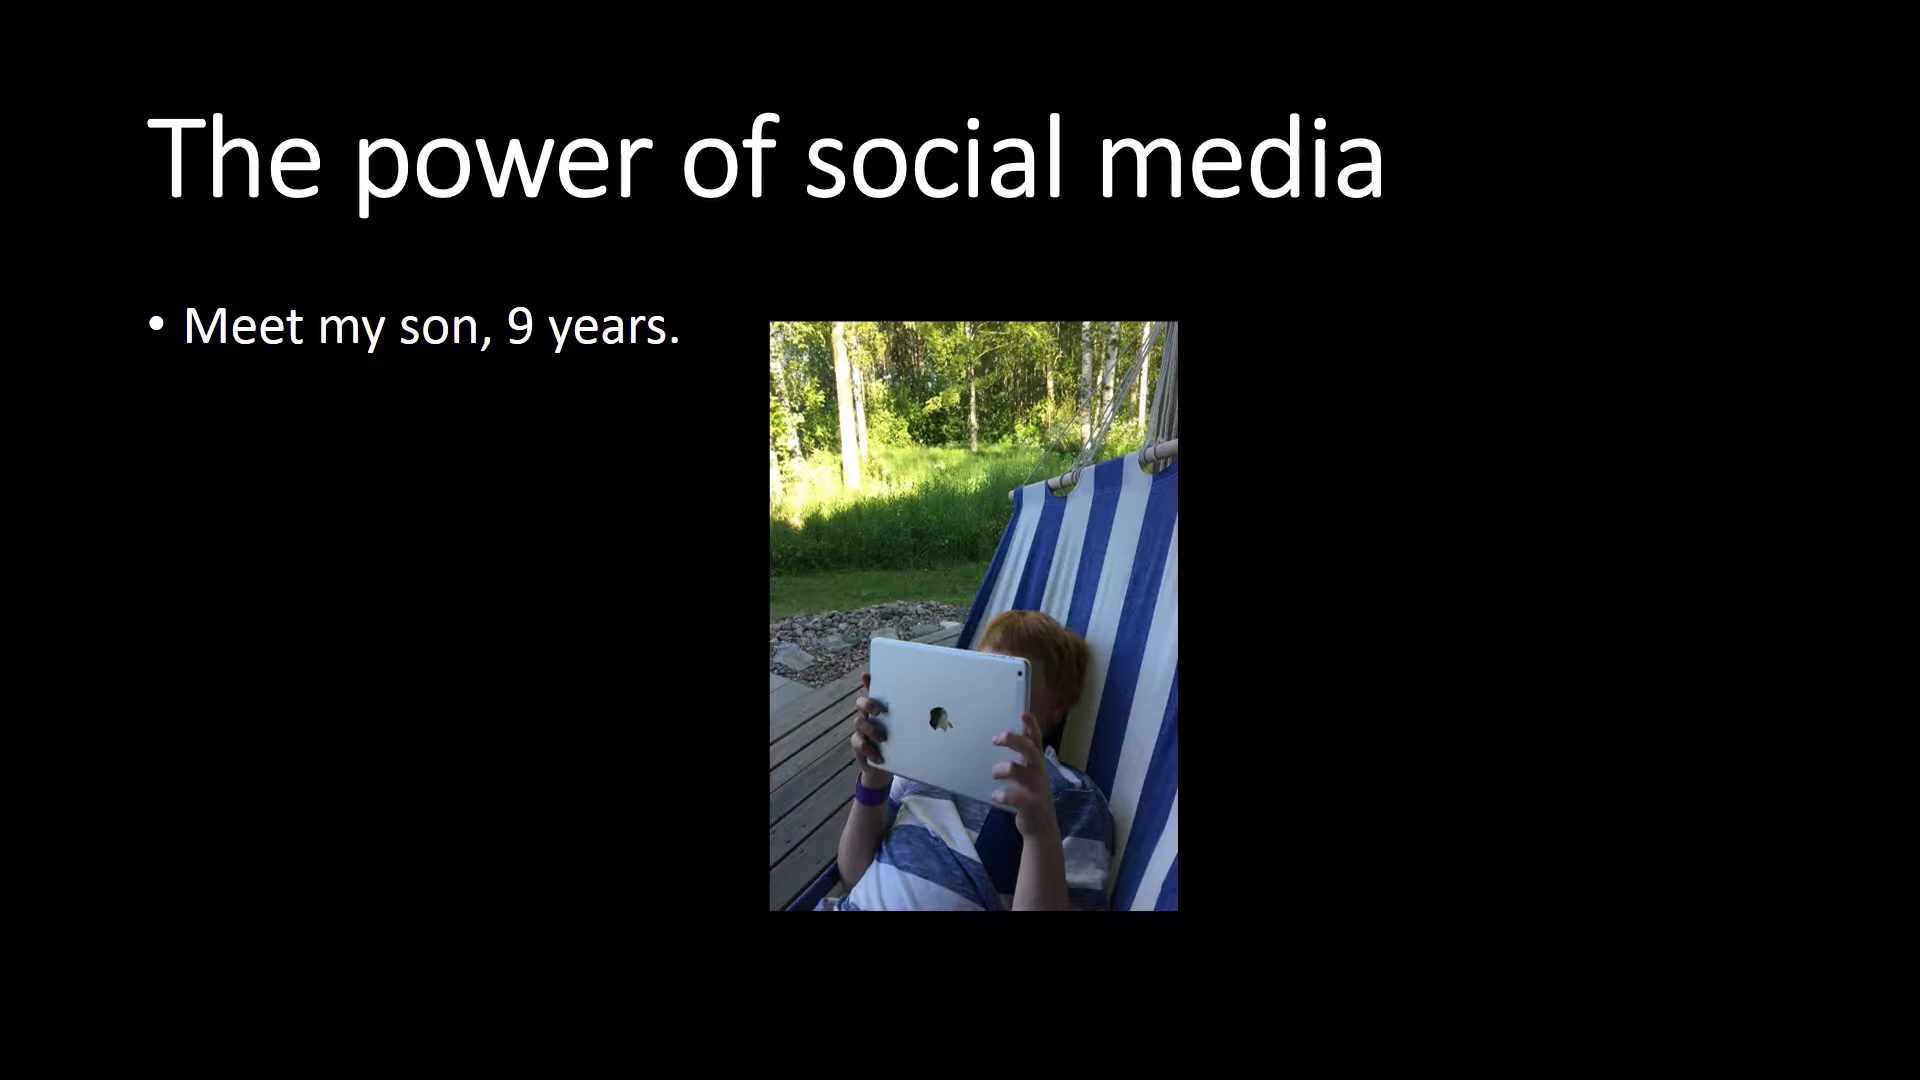 The power of social media
• Meet my son, 9 years.